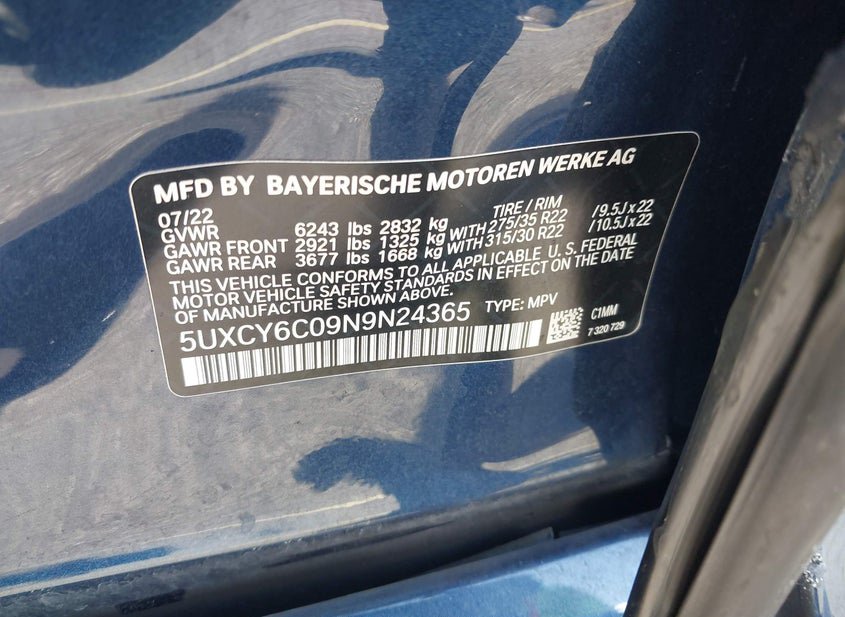 MFD BY BAYERISCHE MOTOREN WERKE AG
07/22 TIRE / RIM
GVWR 6243 lbs 2832 kg
GAWR FRONT 2921 lbs 1325 kg WITH 275/35 R22 /9.5J x 22
GAWR REAR 3677 lbs 1668 kg WITH 315/30 R22 /10.5J x 22
THIS VEHICLE CONFORMS TO ALL APPLICABLE U. S. FEDERAL
MOTOR VEHICLE SAFETY STANDARDS IN EFFECT ON THE DATE
OF MANUFACTURE SHOWN ABOVE.
5UXCY6C09N9N24365 TYPE: MPV C1MM
7 320 729